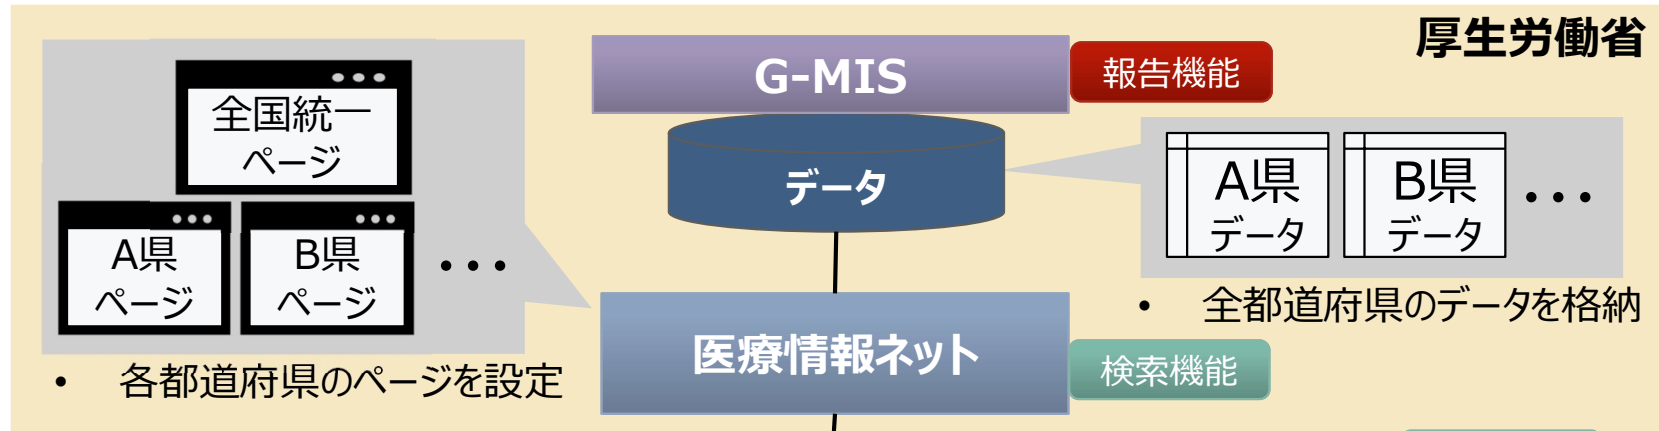 厚生労働省
全国統一
ページ
A県
ページ
B県
ページ
・・・
• 各都道府県のページを設定
G-MIS
報告機能
データ
A県
データ
B県
データ
・・・
• 全都道府県のデータを格納
医療情報ネット
検索機能